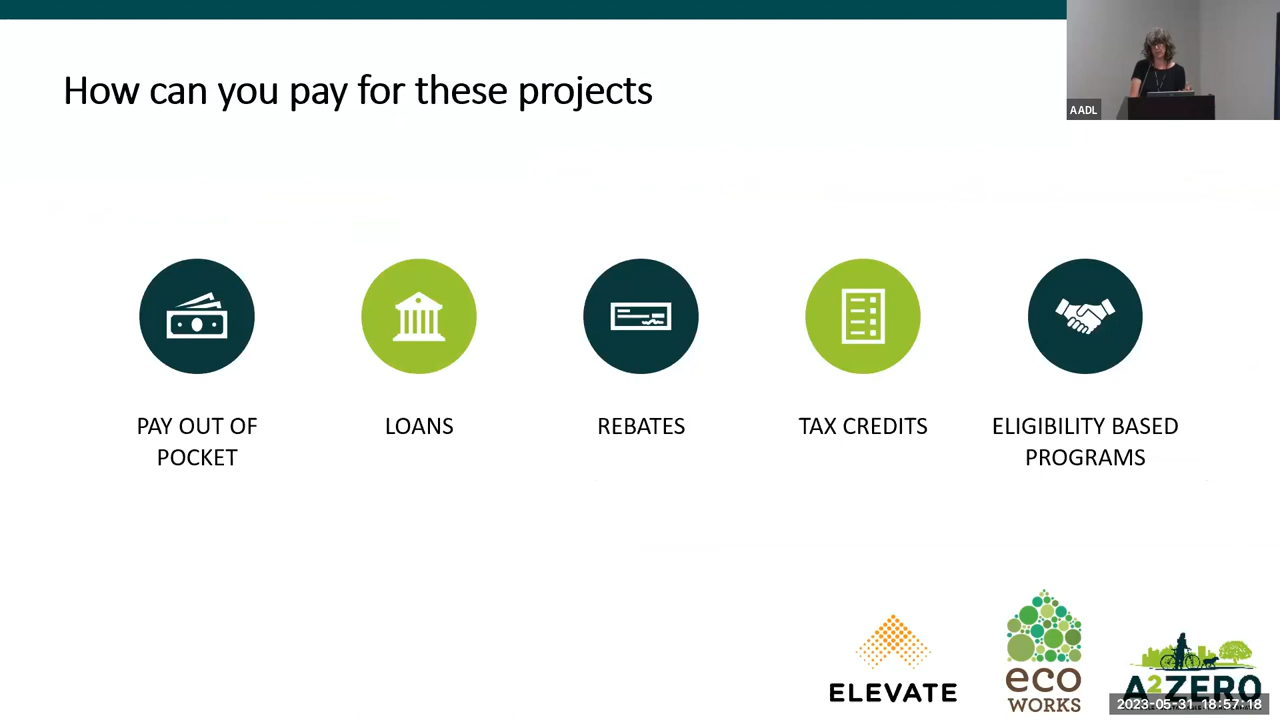 How can you pay for these projects
AADL
PAY OUT OF
POCKET
LOANS
REBATES
TAX CREDITS
ELIGIBILITY BASED
PROGRAMS
ELEVATE
eco
WORKS
A2ZERO
2023-05-31 18:57:18